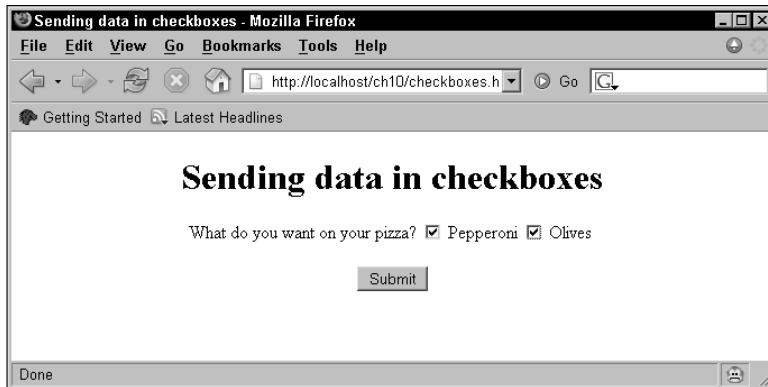 Sending data in checkboxes - Mozilla Firefox
File Edit View Go Bookmarks Tools Help
http://localhost/ch10/checkboxes.h Go G
Getting Started Latest Headlines
Sending data in checkboxes
What do you want on your pizza? Pepperoni Olives
Submit
Done